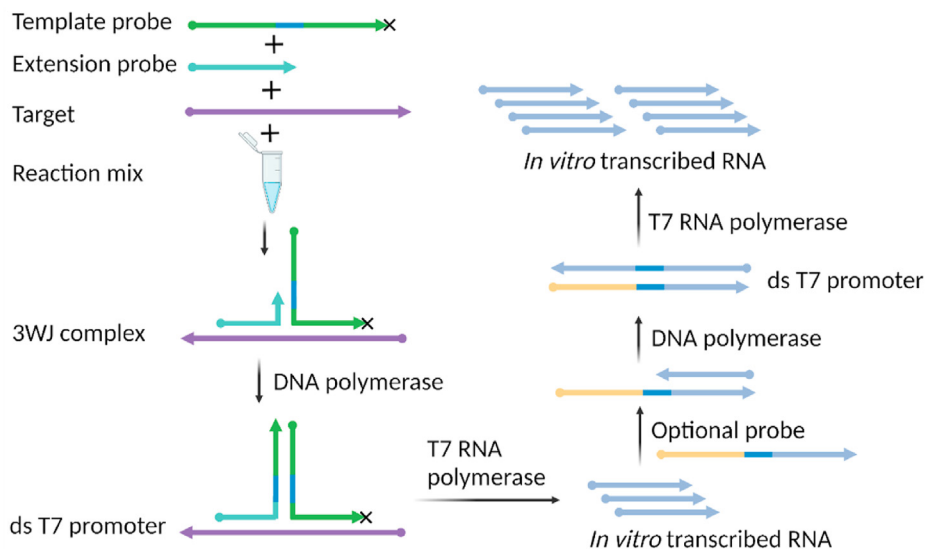 Template probe
+
Extension probe
+
Target
+
Reaction mix
3WJ complex
DNA polymerase
ds T7 promoter
T7 RNA
polymerase
In vitro transcribed RNA
T7 RNA polymerase
ds T7 promoter
DNA polymerase
Optional probe
In vitro transcribed RNA